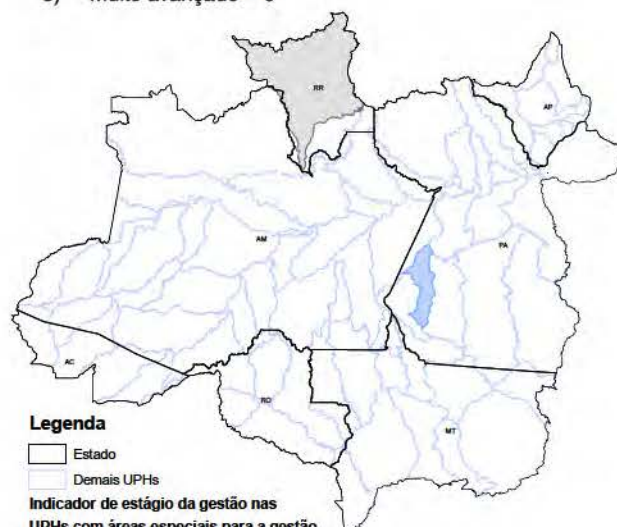 RR
AP
AM
PA
AC
RO
MT
Legenda
Estado
Demais UPHs
Indicador de estágio da gestão nas